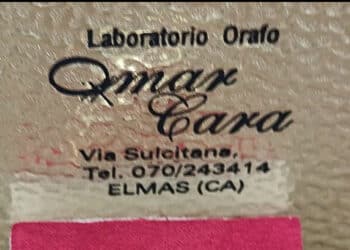 Laboratorio Orafo
Omar
Cara
Via Sulcitana,
Tel. 070/243414
ELMAS (CA)